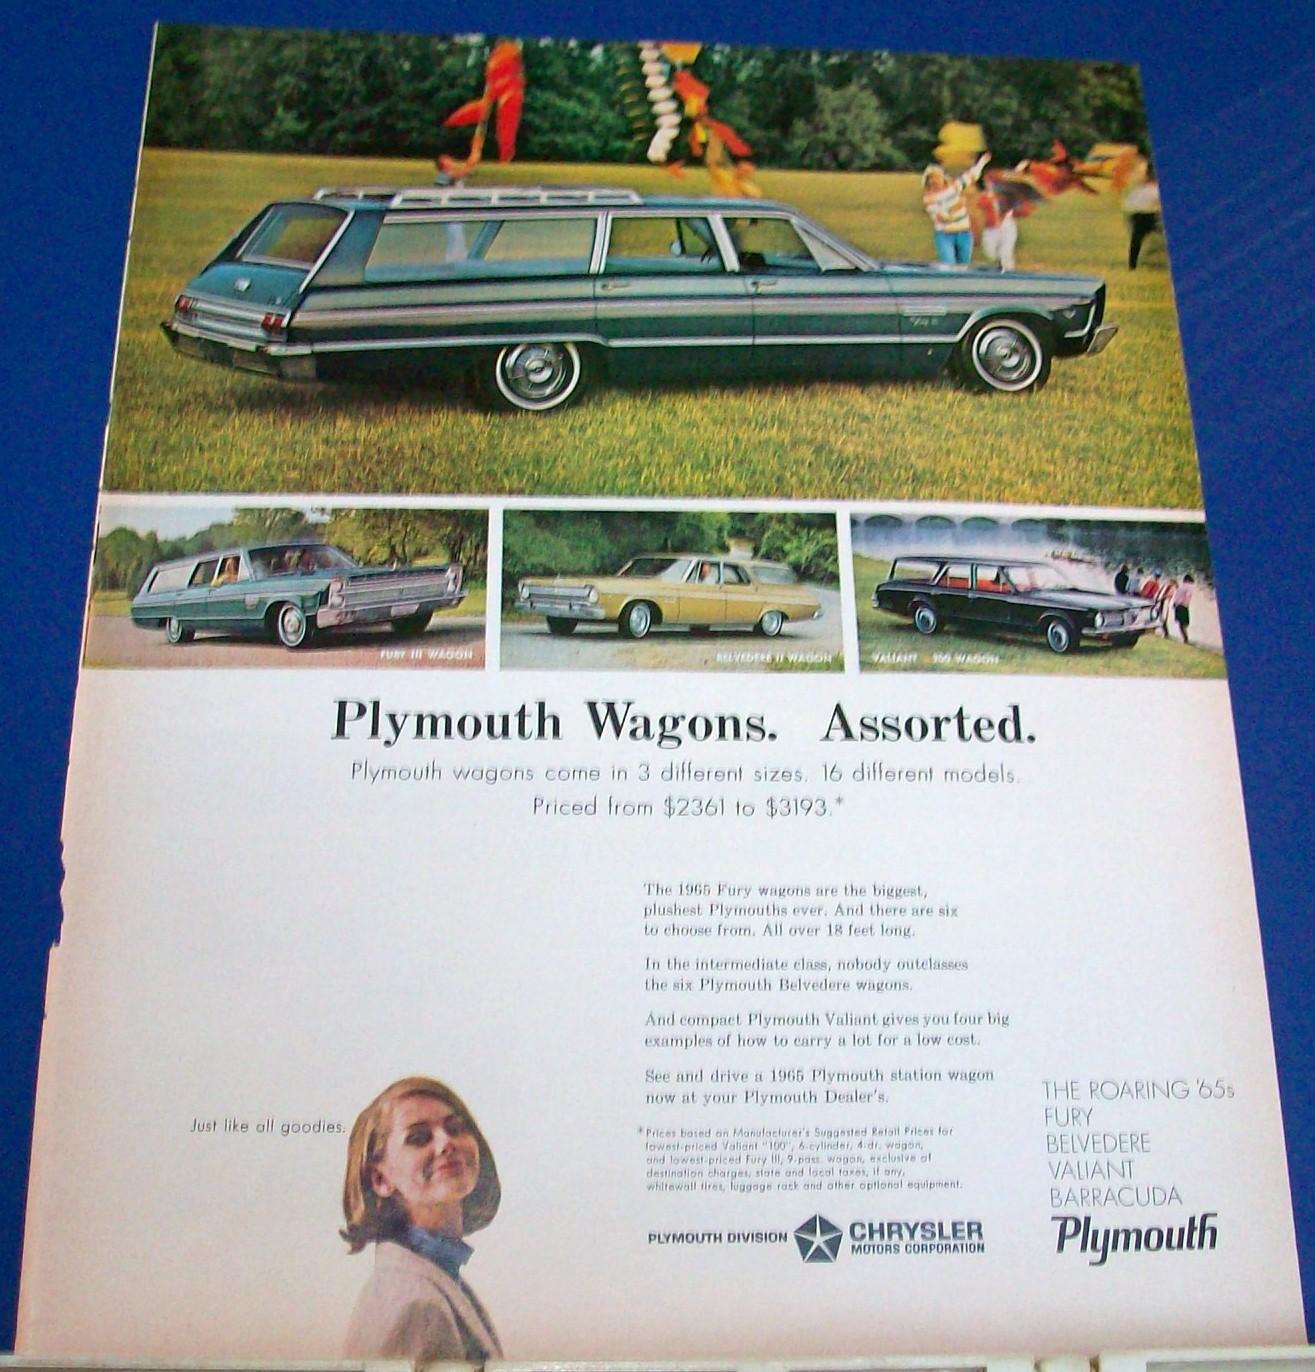 FURY III WAGON
BELVEDERE II WAGON
VALIANT 200 WAGON
Plymouth Wagons. Assorted.
Plymouth wagons come in 3 different sizes. 16 different models.
Priced from $2361 to $3193.*
The 1965 Fury wagons are the biggest,
plushest Plymouths ever. And there are six
to choose from. All over 18 feet long.
In the intermediate class, nobody outclasses
the six Plymouth Belvedere wagons.
And compact Plymouth Valiant gives you four big
examples of how to carry a lot for a low cost.
See and drive a 1965 Plymouth station wagon
now at your Plymouth Dealer's.
Just like all goodies.
*Prices based on Manufacturer's Suggested Retail Prices for
lowest-priced Valiant "100", 6-cylinder, 4-dr. wagon,
and lowest-priced Fury III, 9-pass. wagon, exclusive of
destination charges, state and local taxes, if any,
whitewall tires, luggage rack and other optional equipment.
PLYMOUTH DIVISION CHRYSLER
MOTORS CORPORATION
THE ROARING '65s
FURY
BELVEDERE
VALIANT
BARRACUDA
Plymouth